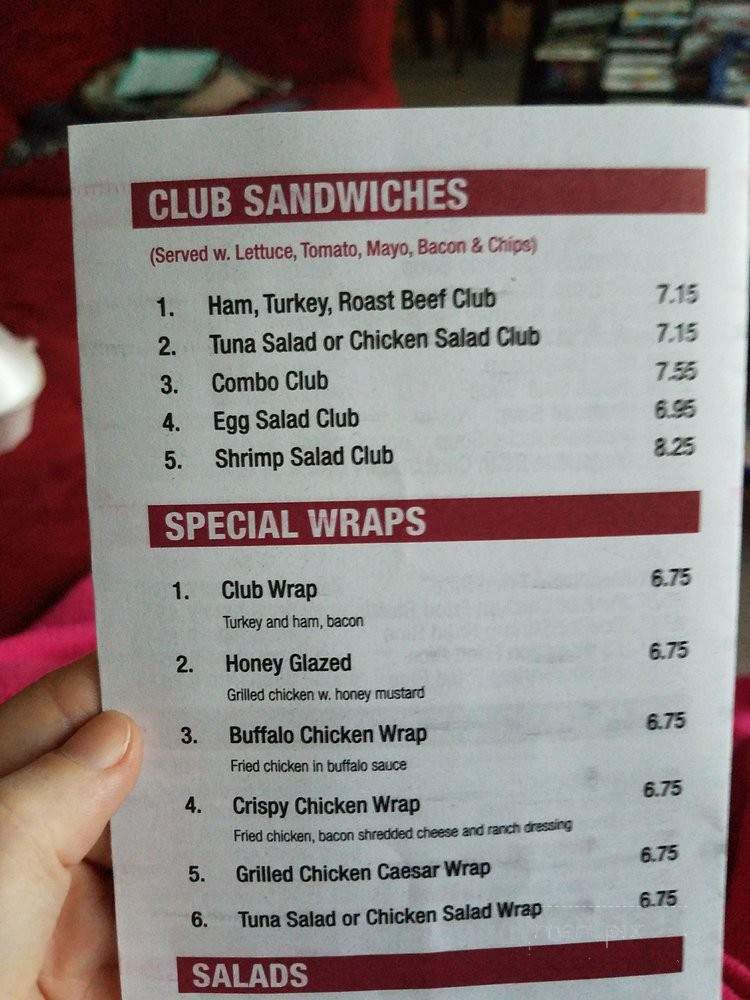 CLUB SANDWICHES
(Served w. Lettuce, Tomato, Mayo, Bacon & Chips)
1. Ham, Turkey, Roast Beef Club 7.15
2. Tuna Salad or Chicken Salad Club 7.15
3. Combo Club 7.55
4. Egg Salad Club 6.95
5. Shrimp Salad Club 8.25
SPECIAL WRAPS
1. Club Wrap 6.75
Turkey and ham, bacon
2. Honey Glazed 6.75
Grilled chicken w. honey mustard
3. Buffalo Chicken Wrap 6.75
Fried chicken in buffalo sauce
4. Crispy Chicken Wrap 6.75
Fried chicken, bacon shredded cheese and ranch dressing
5. Grilled Chicken Caesar Wrap 6.75
6. Tuna Salad or Chicken Salad Wrap 6.75
SALADS